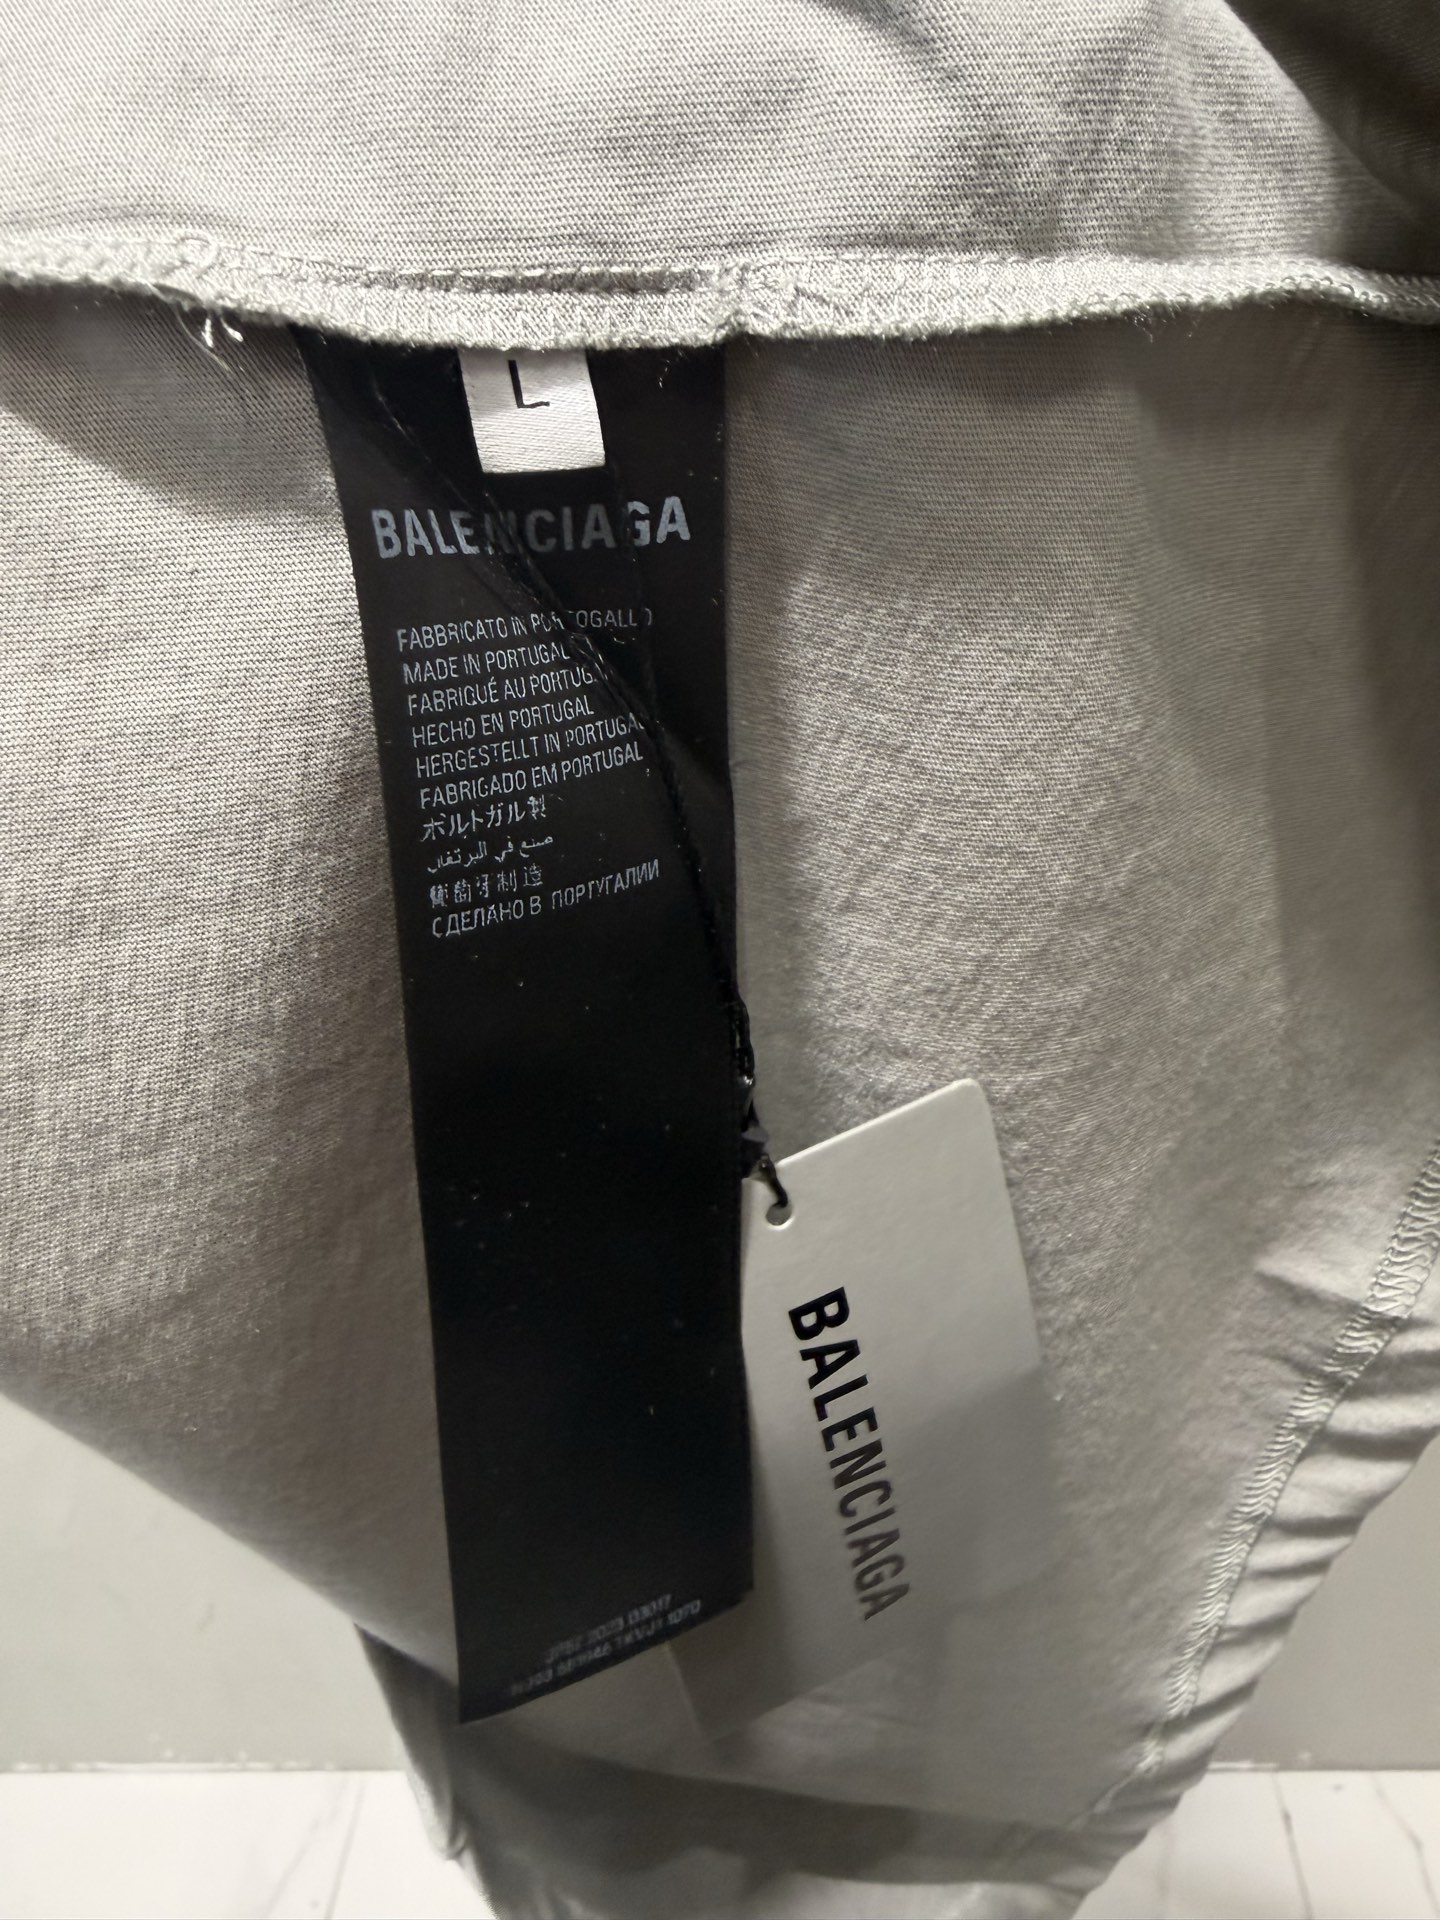 L
BALENCIAGA
FABBRICATO IN PORTOGALLO
MADE IN PORTUGAL
FABRIQUÉ AU PORTUGAL
HECHO EN PORTUGAL
HERGESTELLT IN PORTUGAL
FABRICADO EM PORTUGAL
ポルトガル製
صنع في البرتغال
葡萄牙制造
СДЕЛАНО В ПОРТУГАЛИИ
BALENCIAGA